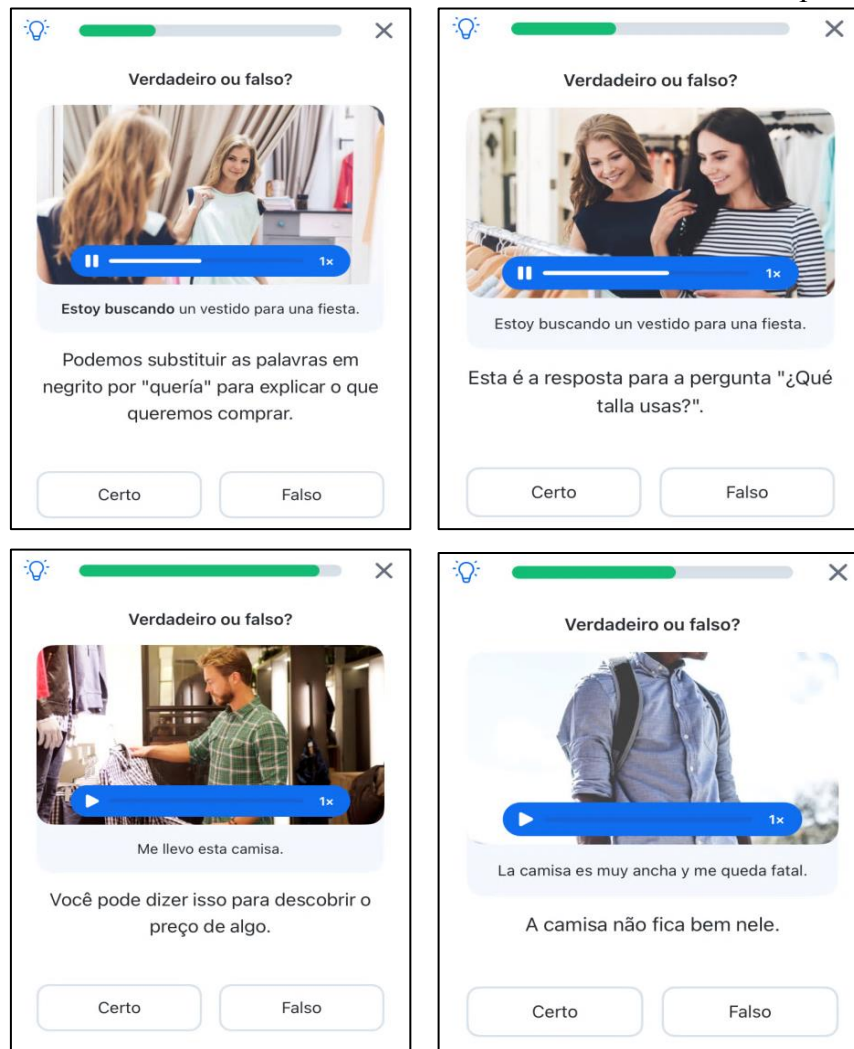 Verdadeiro ou falso?
1×
Estoy buscando un vestido para una fiesta.
Podemos substituir as palavras em
negrito por "quería" para explicar o que
queremos comprar.
Certo
Falso
Verdadeiro ou falso?
1×
Estoy buscando un vestido para una fiesta.
Esta é a resposta para a pergunta "¿Qué
talla usas?".
Certo
Falso
Verdadeiro ou falso?
1×
Me llevo esta camisa.
Você pode dizer isso para descobrir o
preço de algo.
Certo
Falso
Verdadeiro ou falso?
1×
La camisa es muy ancha y me queda fatal.
A camisa não fica bem nele.
Certo
Falso